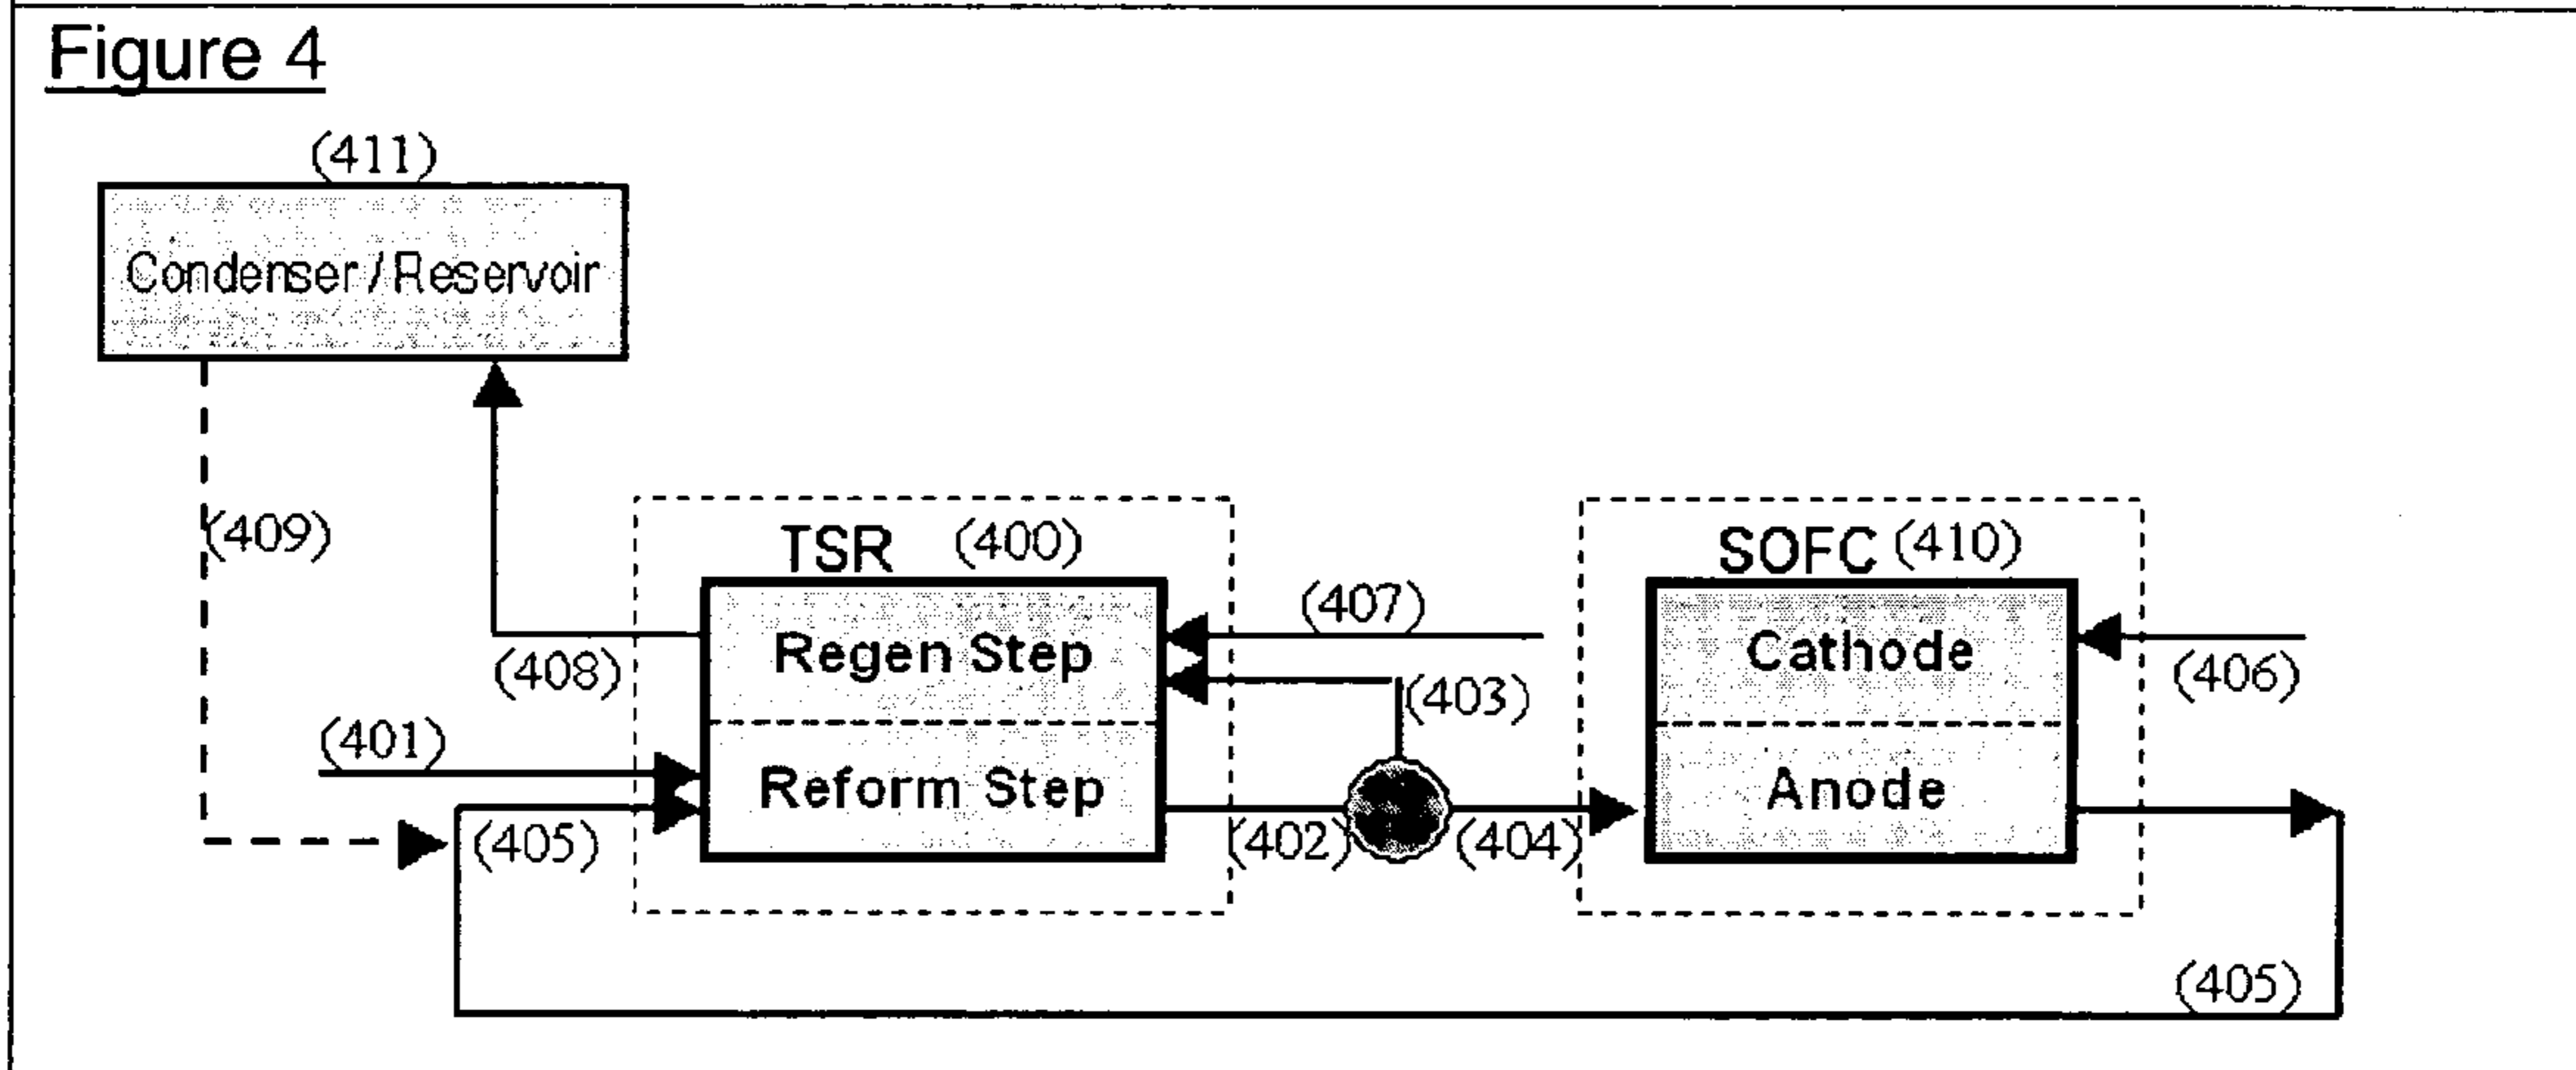 Figure 4
(411)
Condenser/Reservoir
(409)
TSR (400)
SOFC (410)
(407)
Regen Step
(408)
(403)
Cathode
(406)
(401)
Reform Step
Anode
(405)
(402)
(404)
(405)